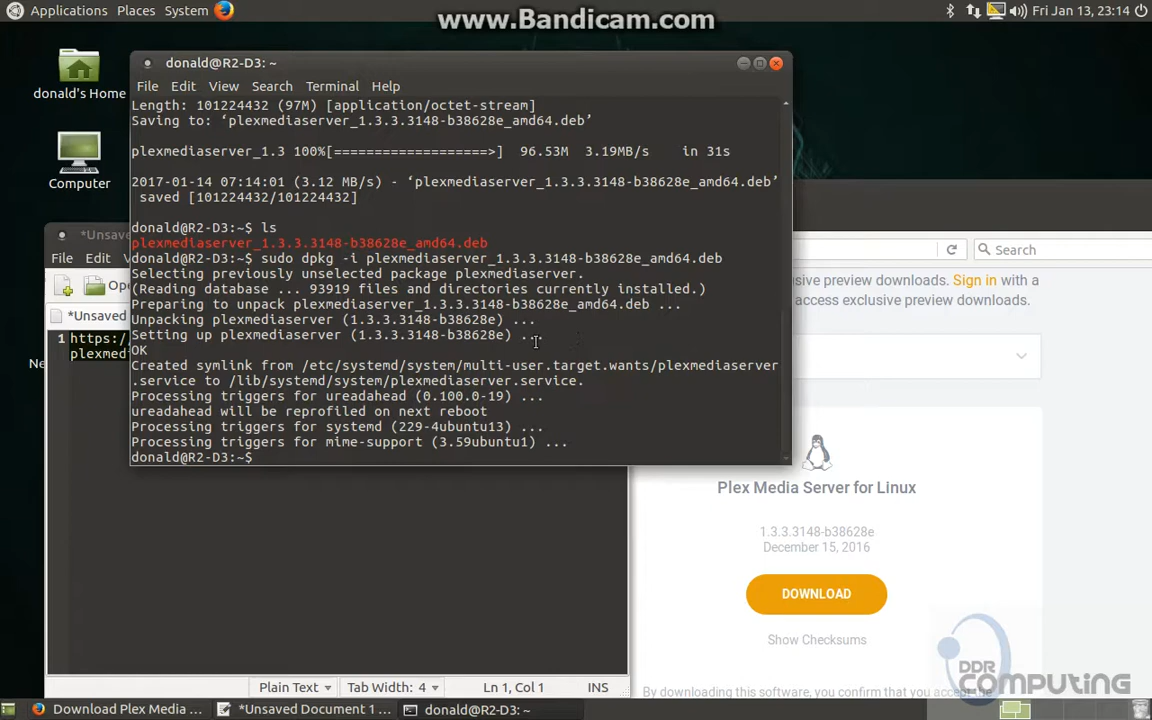 www.Bandicam.com
Applications Places System
Fri Jan 13, 23:14
donald's Home
Computer
donald@R2-D3: ~
File Edit View Search Terminal Help
Length: 101224432 (97M) [application/octet-stream]
Saving to: ‘plexmediaserver_1.3.3.3148-b38628e_amd64.deb’
plexmediaserver_1.3 100%[===================>] 96.53M 3.19MB/s in 31s
2017-01-14 07:14:01 (3.12 MB/s) - ‘plexmediaserver_1.3.3.3148-b38628e_amd64.deb’
saved [101224432/101224432]
donald@R2-D3:~$ ls
plexmediaserver_1.3.3.3148-b38628e_amd64.deb
donald@R2-D3:~$ sudo dpkg -i plexmediaserver_1.3.3.3148-b38628e_amd64.deb
Selecting previously unselected package plexmediaserver.
(Reading database ... 93919 files and directories currently installed.)
Preparing to unpack plexmediaserver_1.3.3.3148-b38628e_amd64.deb ...
Unpacking plexmediaserver (1.3.3.3148-b38628e) ...
Setting up plexmediaserver (1.3.3.3148-b38628e) ...
OK
Created symlink from /etc/systemd/system/multi-user.target.wants/plexmediaserver
.service to /lib/systemd/system/plexmediaserver.service.
Processing triggers for ureadahead (0.100.0-19) ...
ureadahead will be reprofiled on next reboot
Processing triggers for systemd (229-4ubuntu13) ...
Processing triggers for mime-support (3.59ubuntu1) ...
donald@R2-D3:~$
*Unsav
File Edit
Op
*Unsaved
1 https:/
plexmed
Ne
Plain Text Tab Width: 4 Ln 1, Col 1 INS
Search
xclusive preview downloads. Sign in with a
access exclusive preview downloads.
Plex Media Server for Linux
1.3.3.3148-b38628e
December 15, 2016
DOWNLOAD
Show Checksums
By downloading this software, you confirm that you accept the
DDR
COMPUTING
Download Plex Media ... *Unsaved Document 1 ... donald@R2-D3: ~